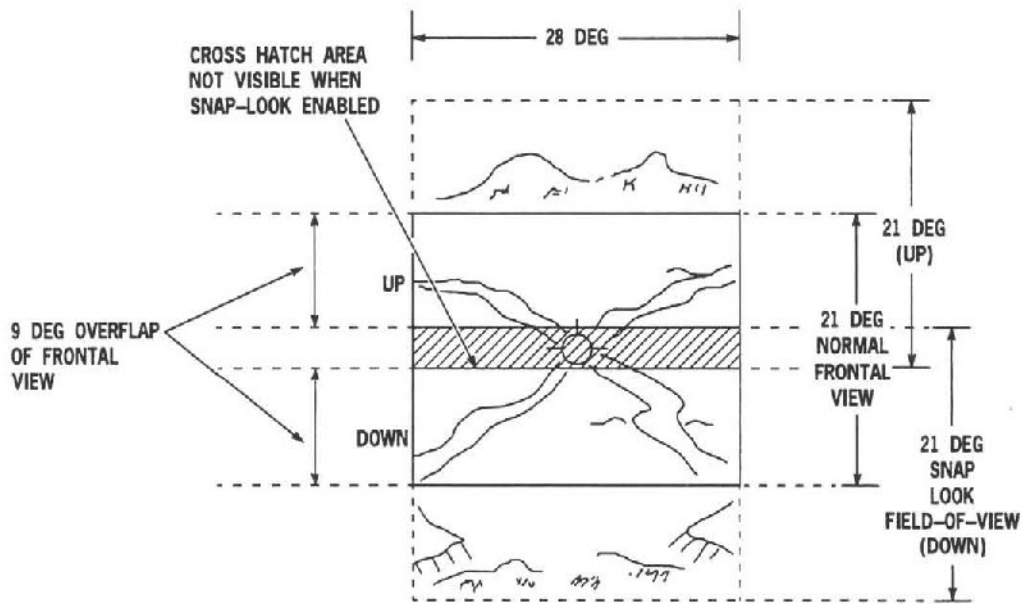 28 DEG
CROSS HATCH AREA
NOT VISIBLE WHEN
SNAP–LOOK ENABLED
21 DEG
(UP)
UP
9 DEG OVERFLAP
OF FRONTAL
VIEW
21 DEG
NORMAL
FRONTAL
VIEW
DOWN
21 DEG
SNAP
LOOK
FIELD–OF–VIEW
(DOWN)